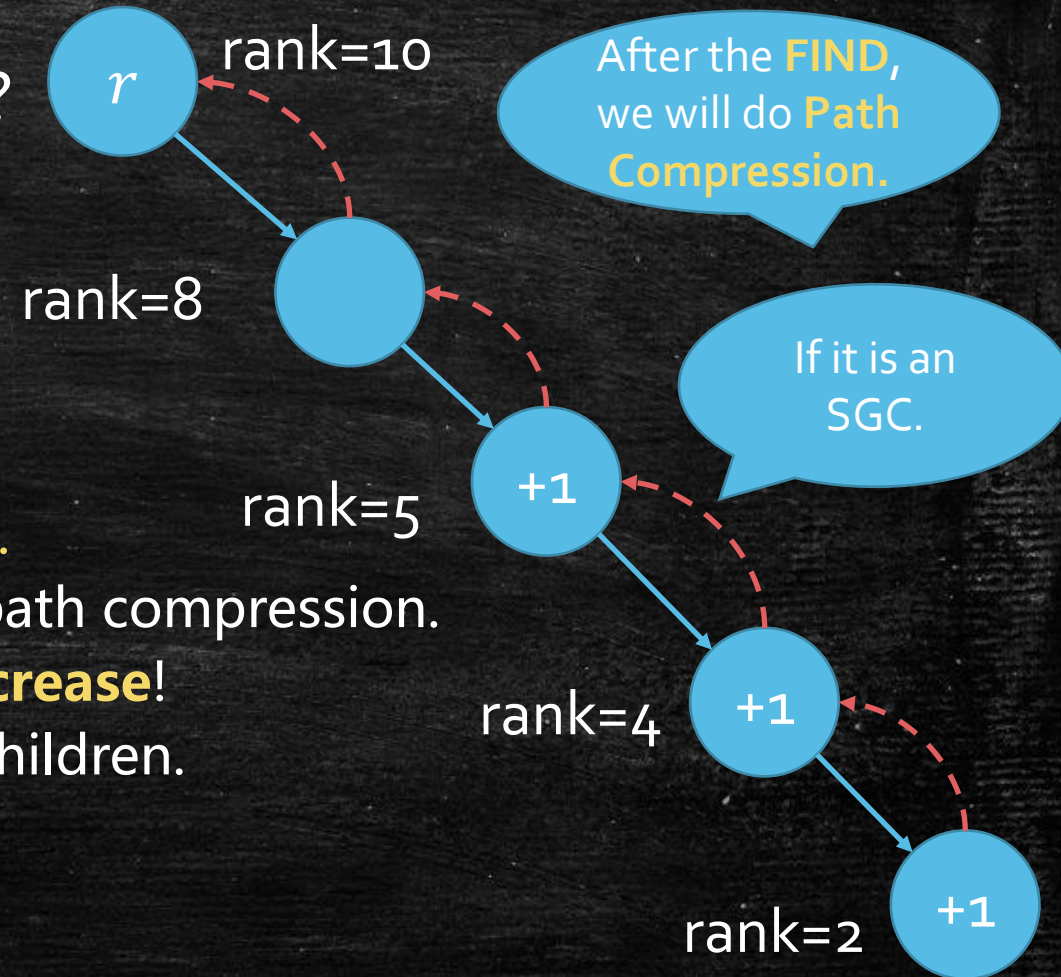 ?
r
rank=10
After the FIND,
we will do Path
Compression.
rank=8
If it is an
SGC.
+1
rank=5
.
path compression.
crease!
hildren.
+1
rank=4
+1
rank=2